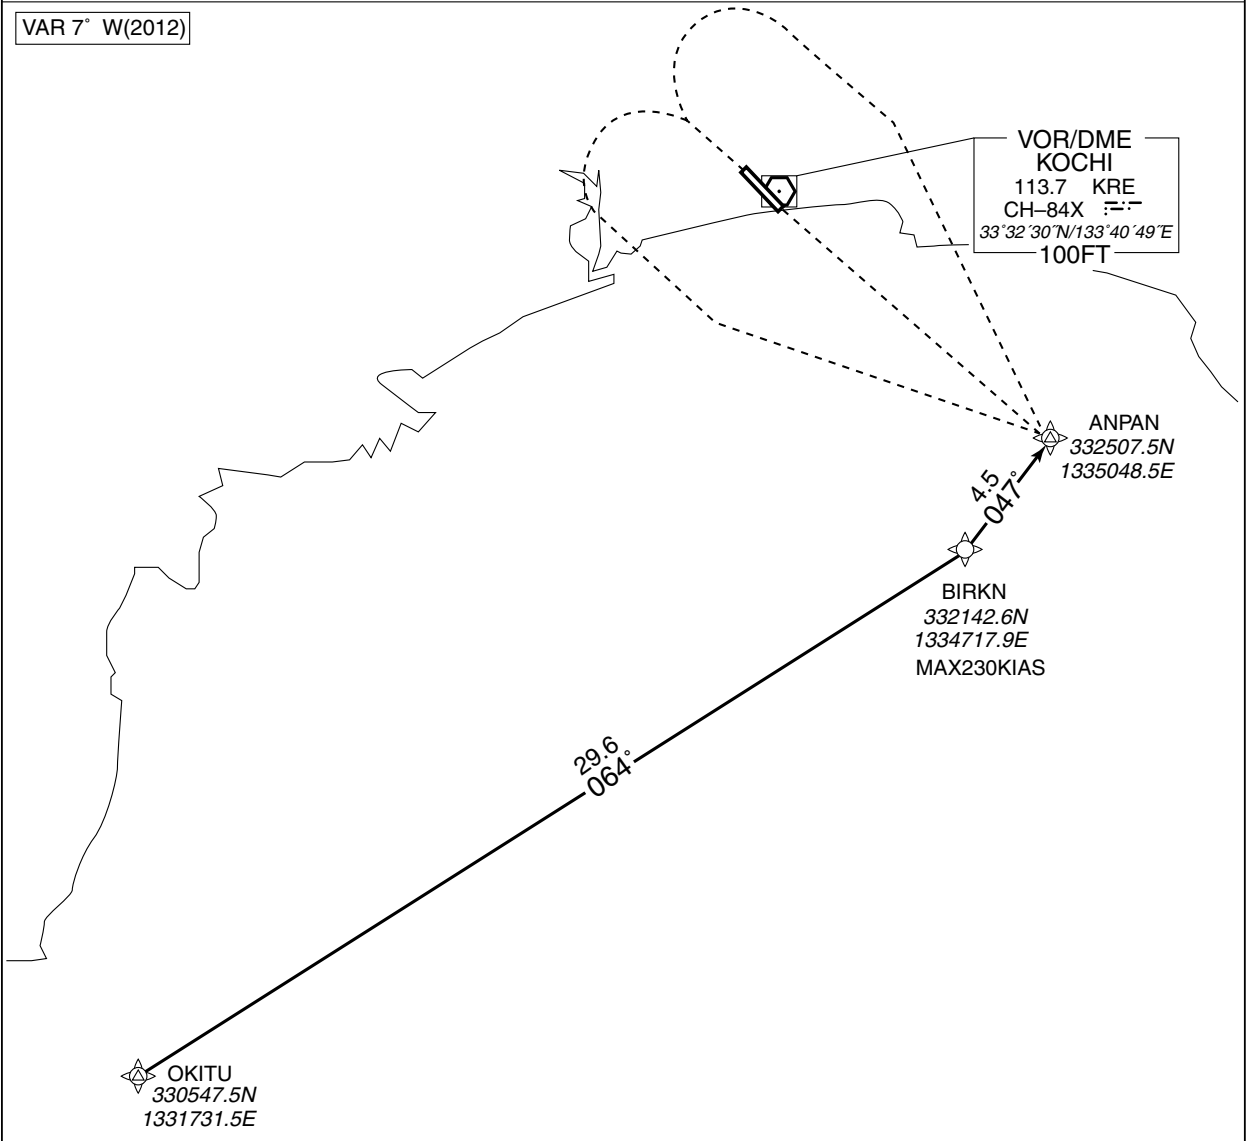 VAR 7° W(2012)
VOR/DME
KOCHI
113.7 KRE
CH–84X
33°32´30˝N/133°40´49˝E
100FT
ANPAN
332507.5N
1335048.5E
4.5
047°
BIRKN
332142.6N
1334717.9E
MAX230KIAS
29.6
064°
OKITU
330547.5N
1331731.5E